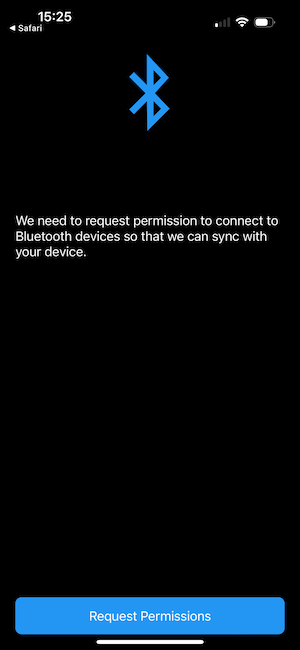 15:25
◀ Safari
We need to request permission to connect to
Bluetooth devices so that we can sync with
your device.
Request Permissions